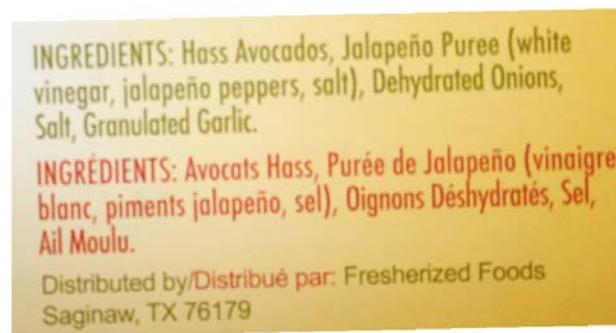 INGREDIENTS: Hass Avocados, Jalapeño Puree (white
vinegar, jalapeño peppers, salt), Dehydrated Onions,
Salt, Granulated Garlic.
INGRÉDIENTS: Avocats Hass, Purée de Jalapeño (vinaigre
blanc, piments jalapeño, sel), Oignons Déshydratés, Sel,
Ail Moulu.
Distributed by/Distribué par: Fresherized Foods
Saginaw, TX 76179